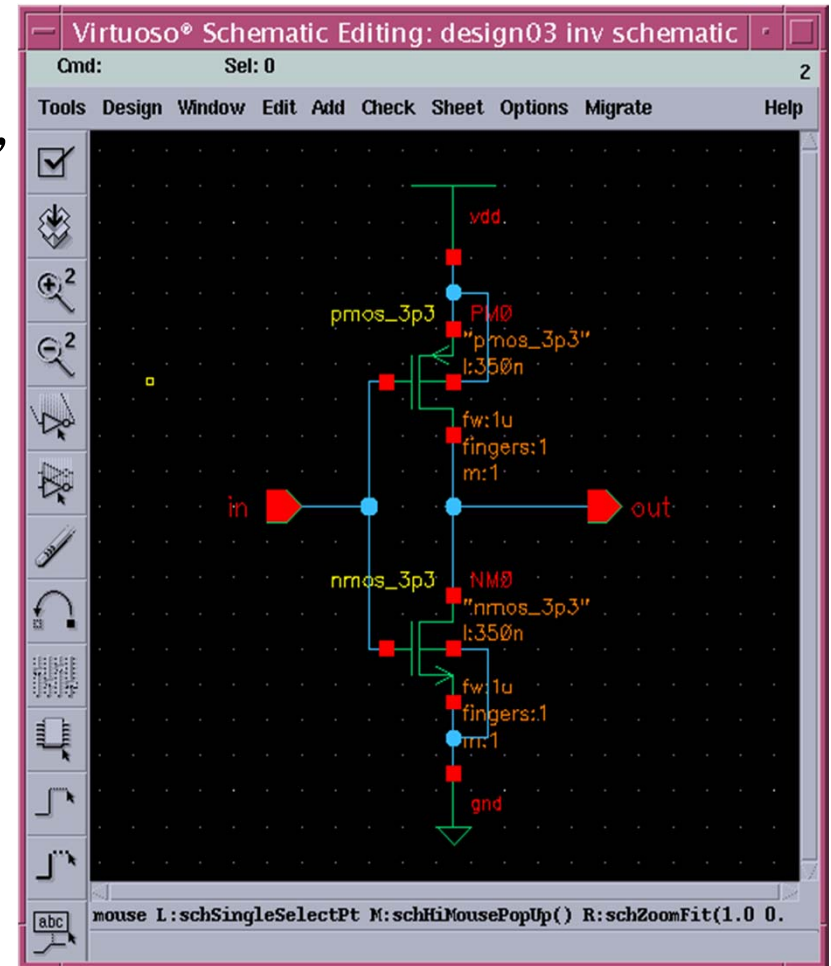 Virtuoso® Schematic Editing: design03 inv schematic
Cmd: Sel: 0 2
Tools Design Window Edit Add Check Sheet Options Migrate Help
,
vdd
2
pmos_3p3 PM0
"pmos_3p3"
2
l:350n
fw:1u
fingers:1
m:1
in out
nmos_3p3 NM0
"nmos_3p3"
l:350n
fw:1u
fingers:1
m:1
gnd
abc
mouse L:schSingleSelectPt M:schHiMousePopUp() R:schZoomFit(1.0 0.